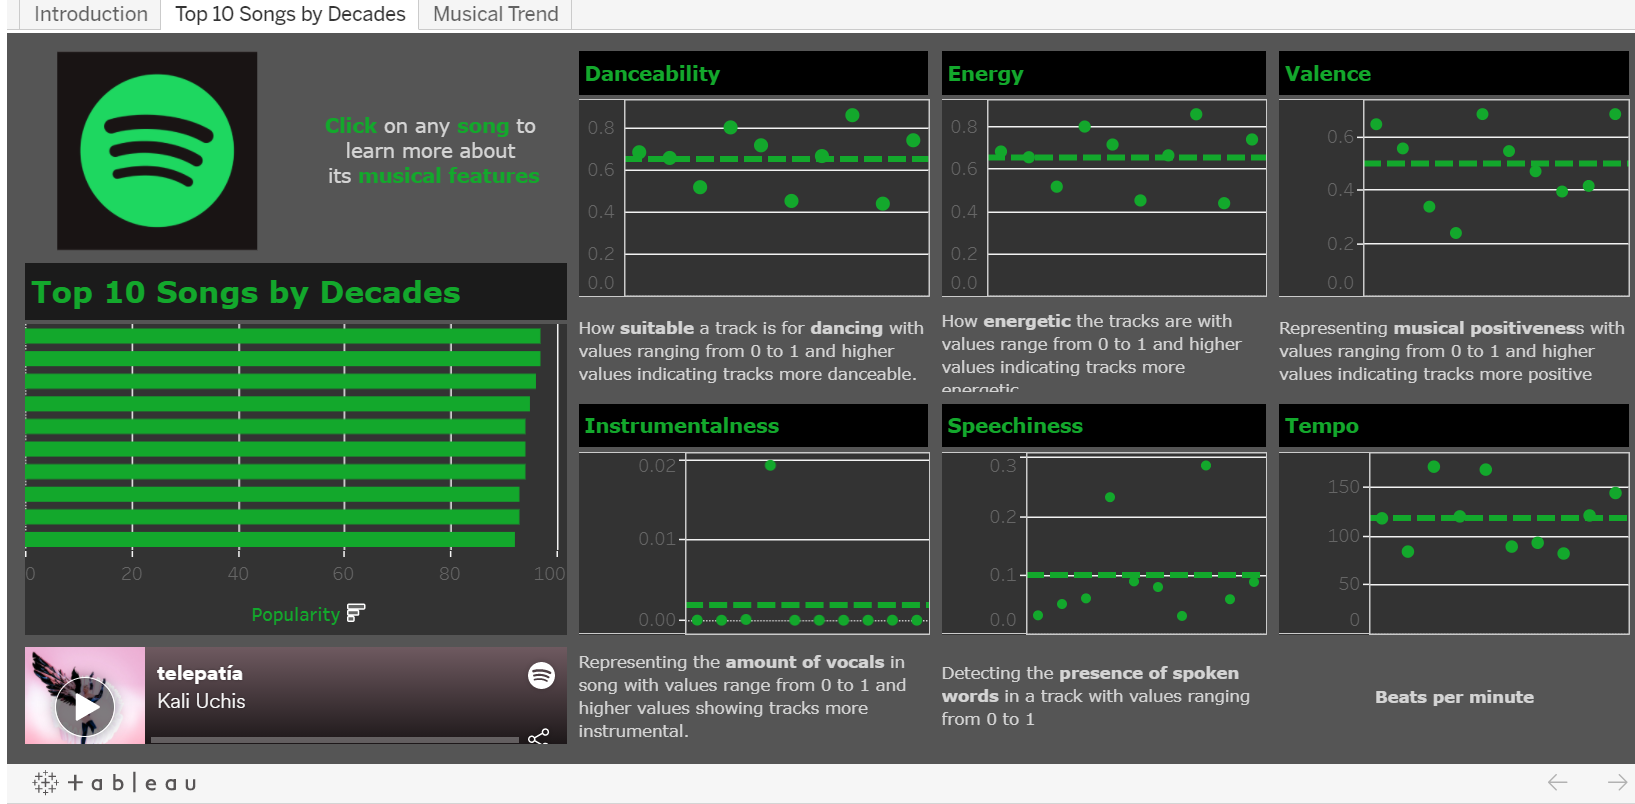 Introduction
Top 10 Songs by Decades
Musical Trend
Click on any song to
learn more about
its musical features
Top 10 Songs by Decades
0 20 40 60 80 100
Popularity
telepatía
Kali Uchis
Danceability
0.8
0.6
0.4
0.2
0.0
How suitable a track is for dancing with
values ranging from 0 to 1 and higher
values indicating tracks more danceable.
Energy
0.8
0.6
0.4
0.2
0.0
How energetic the tracks are with
values range from 0 to 1 and higher
values indicating tracks more
energetic
Valence
0.6
0.4
0.2
0.0
Representing musical positiveness with
values ranging from 0 to 1 and higher
values indicating tracks more positive
Instrumentalness
0.02
0.01
0.00
Representing the amount of vocals in
song with values range from 0 to 1 and
higher values showing tracks more
instrumental.
Speechiness
0.3
0.2
0.1
0.0
Detecting the presence of spoken
words in a track with values ranging
from 0 to 1
Tempo
150
100
50
0
Beats per minute
+ableau